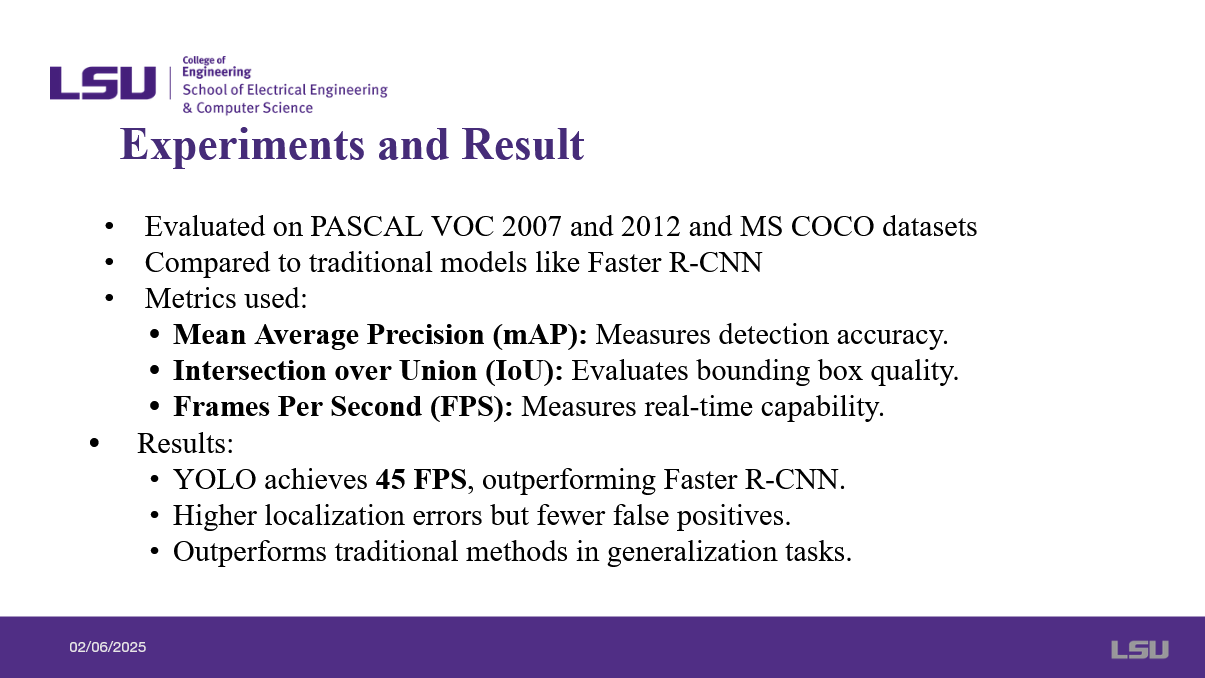 LSU
College of
Engineering
School of Electrical Engineering
& Computer Science
Experiments and Result
• Evaluated on PASCAL VOC 2007 and 2012 and MS COCO datasets
• Compared to traditional models like Faster R-CNN
• Metrics used:
• Mean Average Precision (mAP): Measures detection accuracy.
• Intersection over Union (IoU): Evaluates bounding box quality.
• Frames Per Second (FPS): Measures real-time capability.
• Results:
• YOLO achieves 45 FPS, outperforming Faster R-CNN.
• Higher localization errors but fewer false positives.
• Outperforms traditional methods in generalization tasks.
02/06/2025
LSU